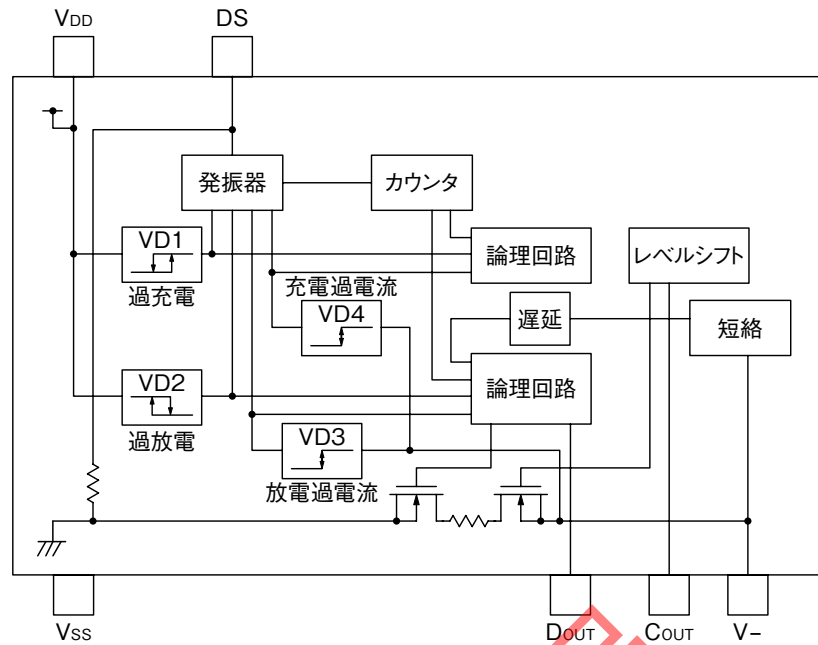 VDD
DS
発振器
カウンタ
VD1
過充電
論理回路
レベルシフト
充電過電流
VD4
遅延
短絡
VD2
過放電
論理回路
VD3
放電過電流
VSS
DOUT
COUT
V−